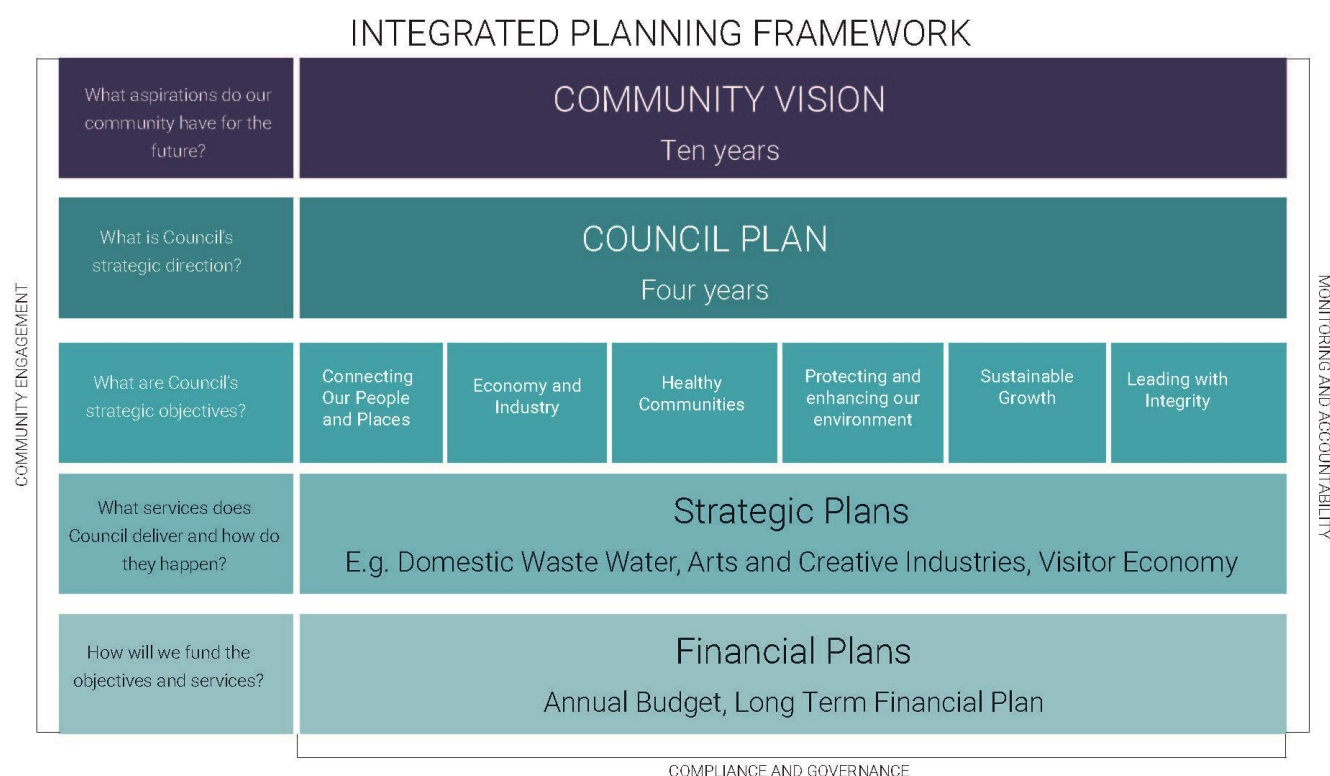 INTEGRATED PLANNING FRAMEWORK
What aspirations do our
community have for the
future?
COMMUNITY VISION
Ten years
What is Council's
strategic direction?
COUNCIL PLAN
Four years
What are Council's
strategic objectives?
Connecting
Our People
and Places
Economy and
Industry
Healthy
Communities
Protecting and
enhancing our
environment
Sustainable
Growth
Leading with
Integrity
What services does
Council deliver and how do
they happen?
Strategic Plans
E.g. Domestic Waste Water, Arts and Creative Industries, Visitor Economy
How will we fund the
objectives and services?
Financial Plans
Annual Budget, Long Term Financial Plan
COMMUNITY ENGAGEMENT
MONITORING AND ACCOUNTABILITY
COMPLIANCE AND GOVERNANCE